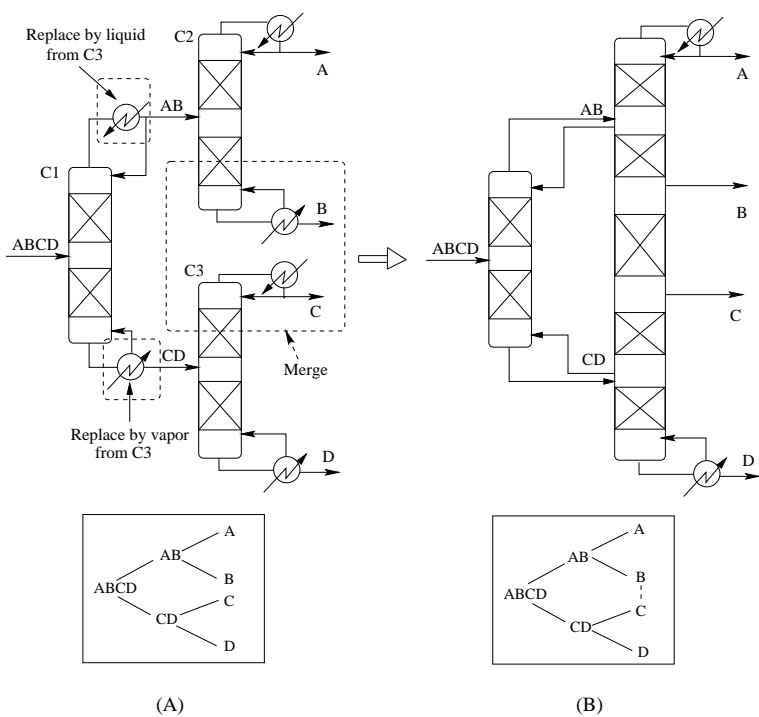 Replace by liquid
from C3
C2
A
AB
C1
B
ABCD
C3
C
CD
Merge
Replace by vapor
from C3
D
A
AB
B
ABCD
C
CD
D
(A)
A
AB
B
ABCD
C
CD
D
A
AB
B
ABCD
C
CD
D
(B)